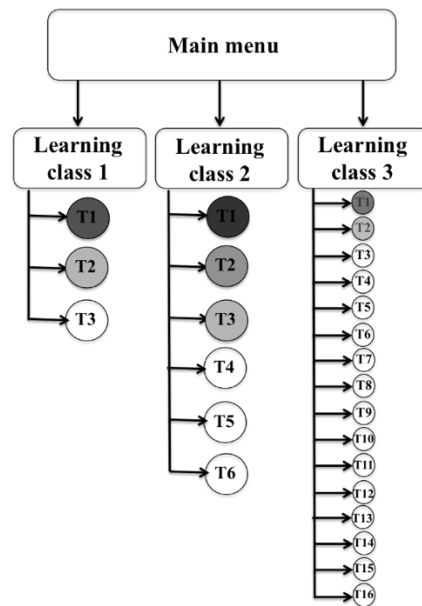 Main menu
Learning
class 1
T1
T2
T3
Learning
class 2
T1
T2
T3
T4
T5
T6
Learning
class 3
T1
T2
T3
T4
T5
T6
T7
T8
T9
T10
T11
T12
T13
T14
T15
T16